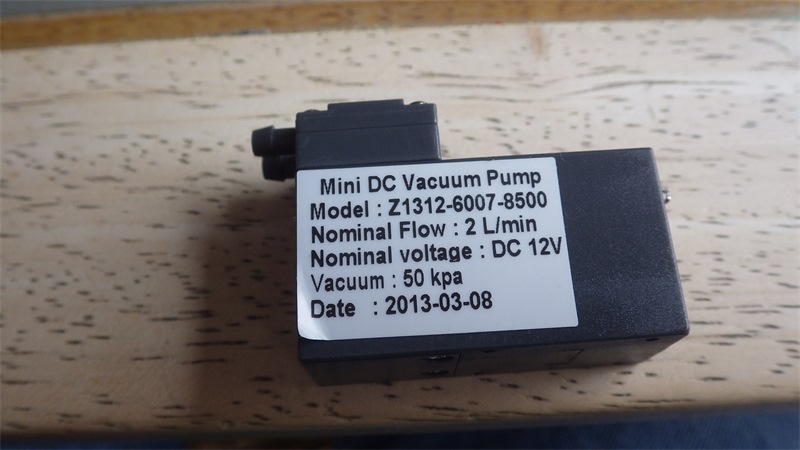 Mini DC Vacuum Pump
Model : Z1312-6007-8500
Nominal Flow : 2 L/min
Nominal voltage : DC 12V
Vacuum : 50 kpa
Date : 2013-03-08